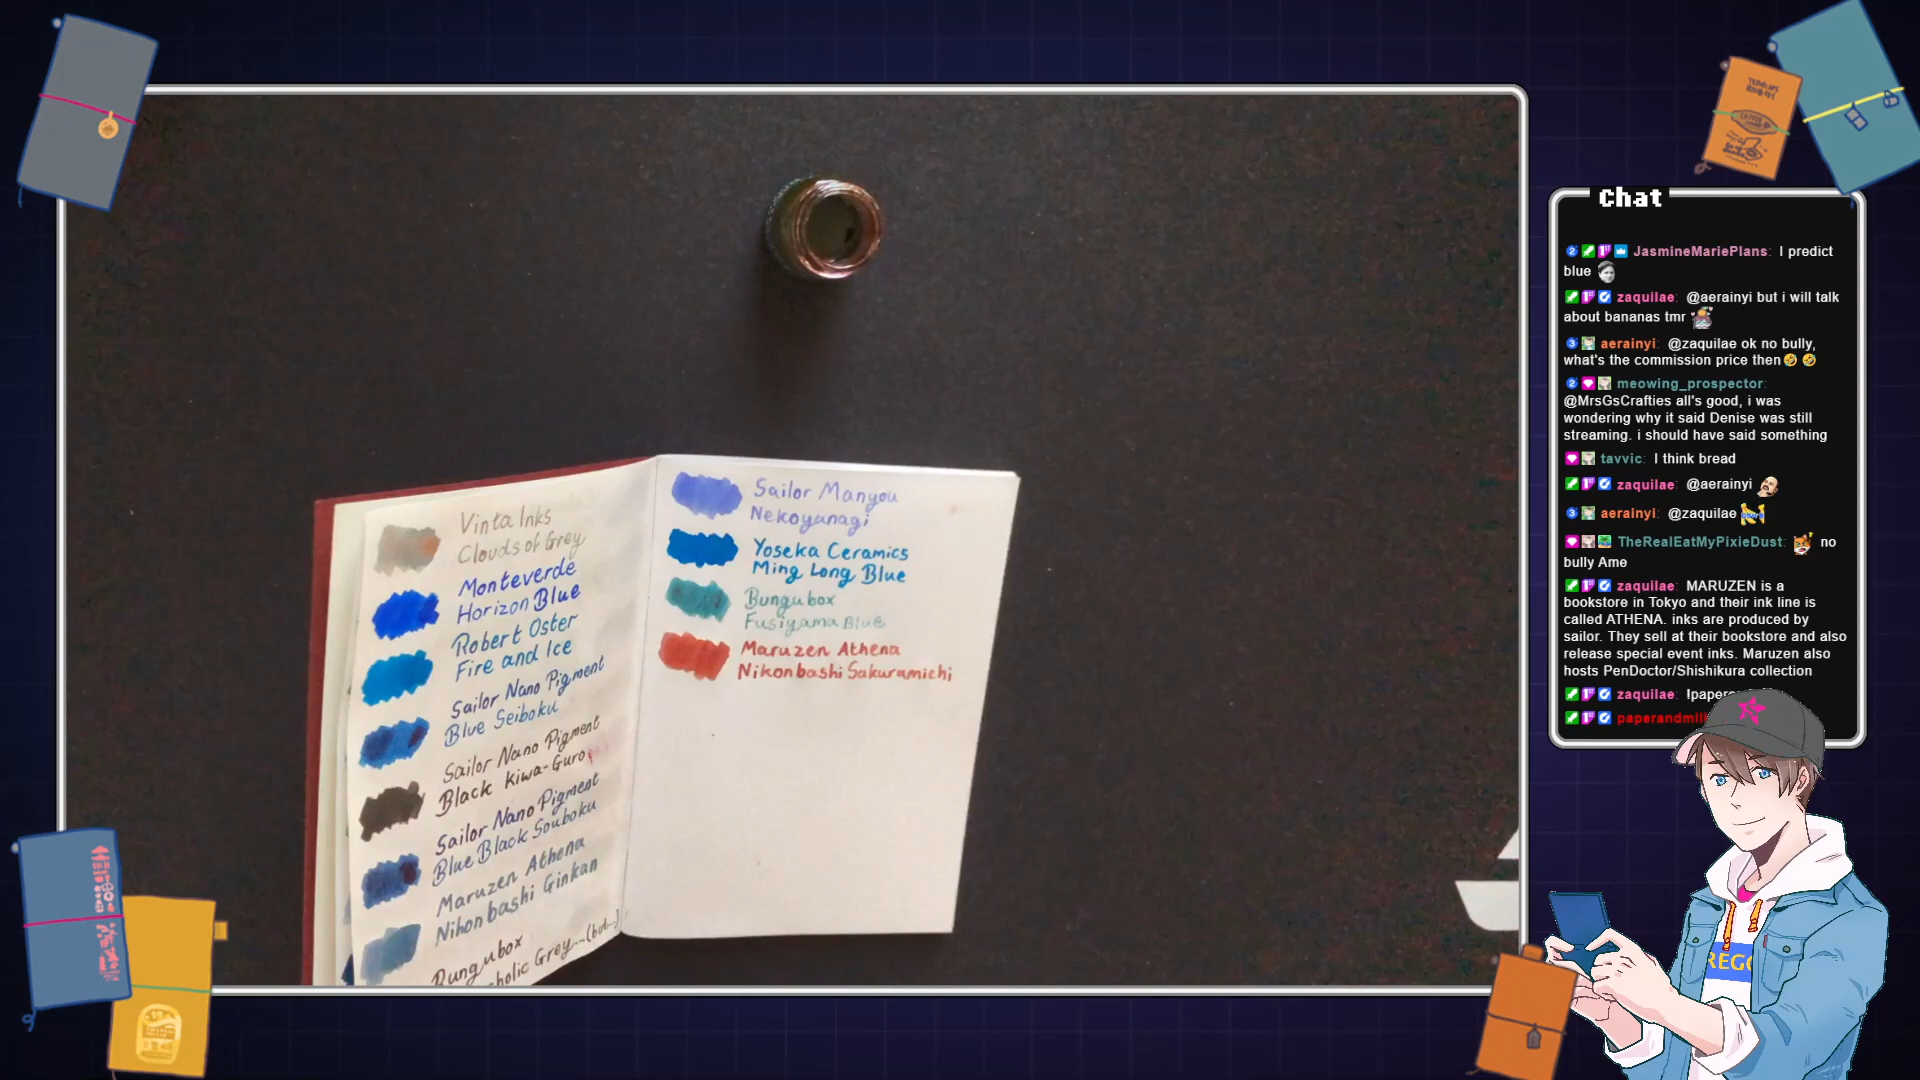 Vinta Inks
Clouds of Grey
Monteverde
Horizon Blue
Robert Oster
Fire and Ice
Sailor Nano Pigment
Blue Seiboku
Sailor Nano Pigment
Black Kiwa-Guro
Sailor Nano Pigment
Blue Black Souboku
Maruzen Athena
Nihonbashi Ginkan
Bungubox
holic Grey...(but...)
Sailor Manyou
Nekoyanagi
Yoseka Ceramics
Ming Long Blue
Bungubox
Fusiyama Blue
Maruzen Athena
Nikonbashi Sakuramichi
chat
JasmineMariePlans: I predict
blue
zaquilae: @aerainyi but i will talk
about bananas tmr
aerainyi: @zaquilae ok no bully,
what's the commission price then
meowing_prospector:
@MrsGsCrafties all's good, i was
wondering why it said Denise was still
streaming. i should have said something
tavvic: I think bread
zaquilae: @aerainyi
aerainyi: @zaquilae
TheRealEatMyPixieDust: no
bully Ame
zaquilae: MARUZEN is a
bookstore in Tokyo and their ink line is
called ATHENA. inks are produced by
sailor. They sell at their bookstore and also
release special event inks. Maruzen also
hosts PenDoctor/Shishikura collection
zaquilae: !paper
paperandmil
REGO